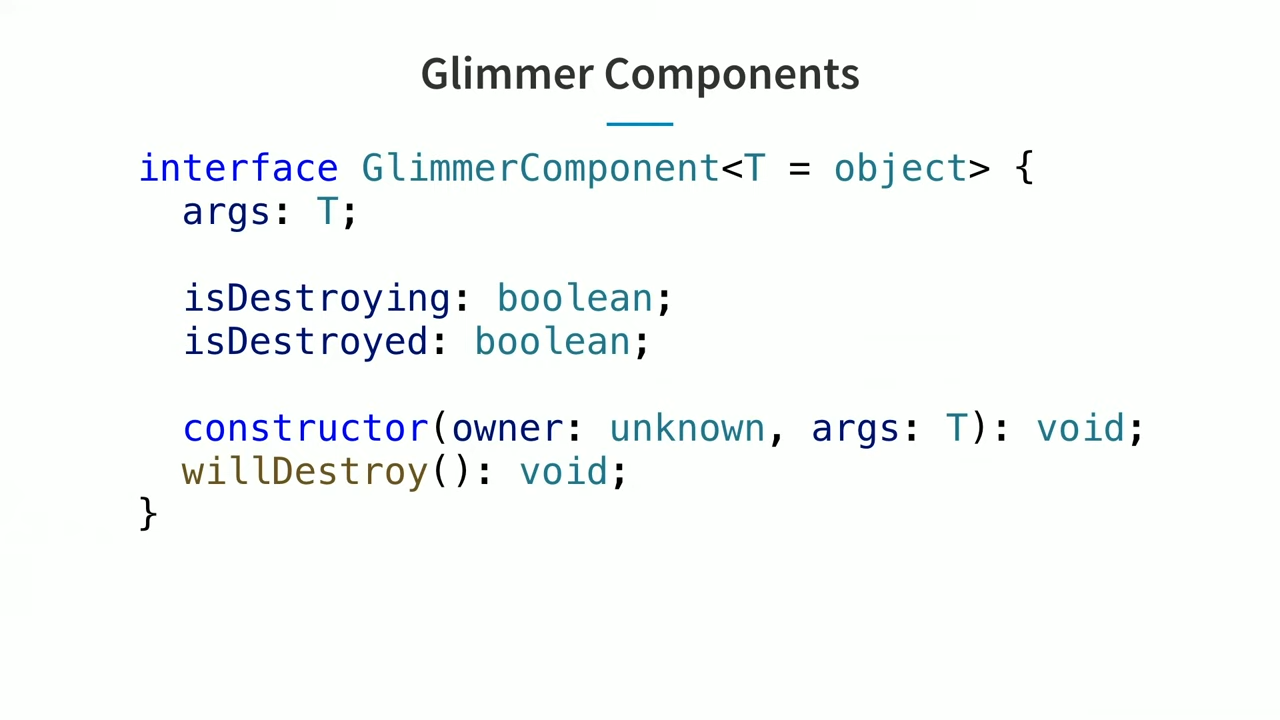 Glimmer Components
interface GlimmerComponent<T = object> {
  args: T;
  isDestroying: boolean;
  isDestroyed: boolean;
  constructor(owner: unknown, args: T): void;
  willDestroy(): void;
}